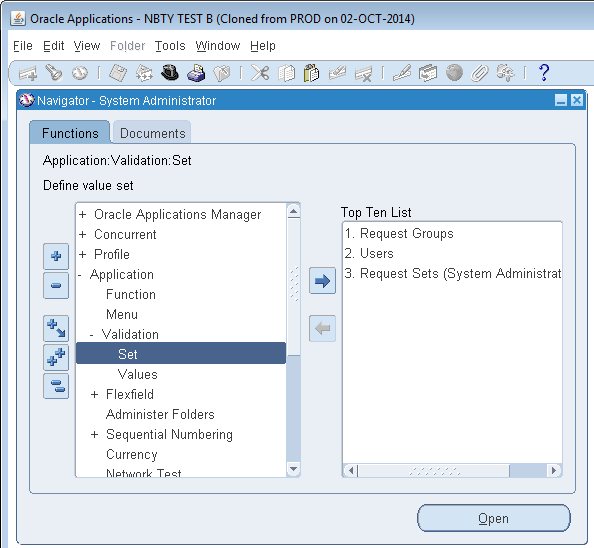 Oracle Applications - NBTY TEST B (Cloned from PROD on 02-OCT-2014)
File Edit View Folder Tools Window Help
?
Navigator - System Administrator
Functions Documents
Application:Validation:Set
Define value set
+ Oracle Applications Manager
+ Concurrent
+ Profile
- Application
Function
Menu
- Validation
Set
Values
+ Flexfield
Administer Folders
+ Sequential Numbering
Currency
Network Test
Top Ten List
1. Request Groups
2. Users
3. Request Sets (System Administrat
Open